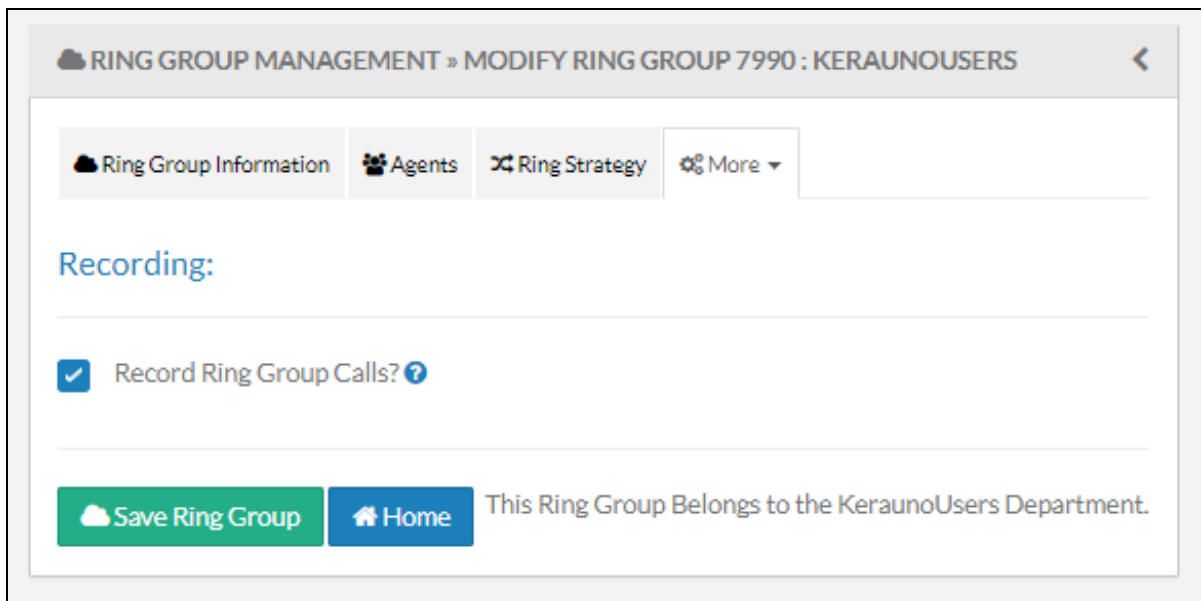 RING GROUP MANAGEMENT » MODIFY RING GROUP 7990 : KERAUNOUSERS
Ring Group Information Agents Ring Strategy More
Recording:
Record Ring Group Calls?
Save Ring Group Home This Ring Group Belongs to the KeraunoUsers Department.